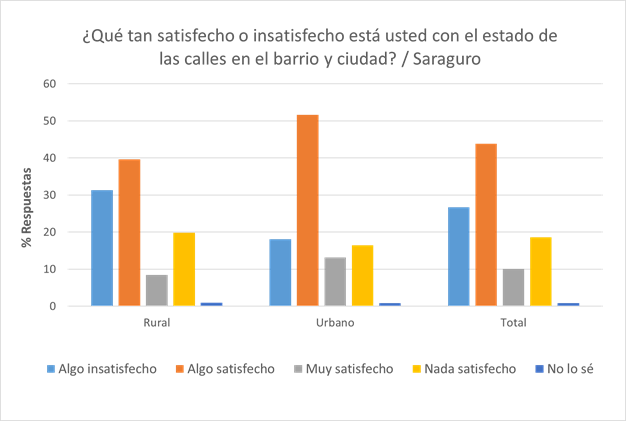 ¿Qué tan satisfecho o insatisfecho está usted con el estado de
las calles en el barrio y ciudad? / Saraguro
60
50
40
30
20
10
0
% Respuestas
Rural Urbano Total
Algo insatisfecho Algo satisfecho Muy satisfecho Nada satisfecho No lo sé